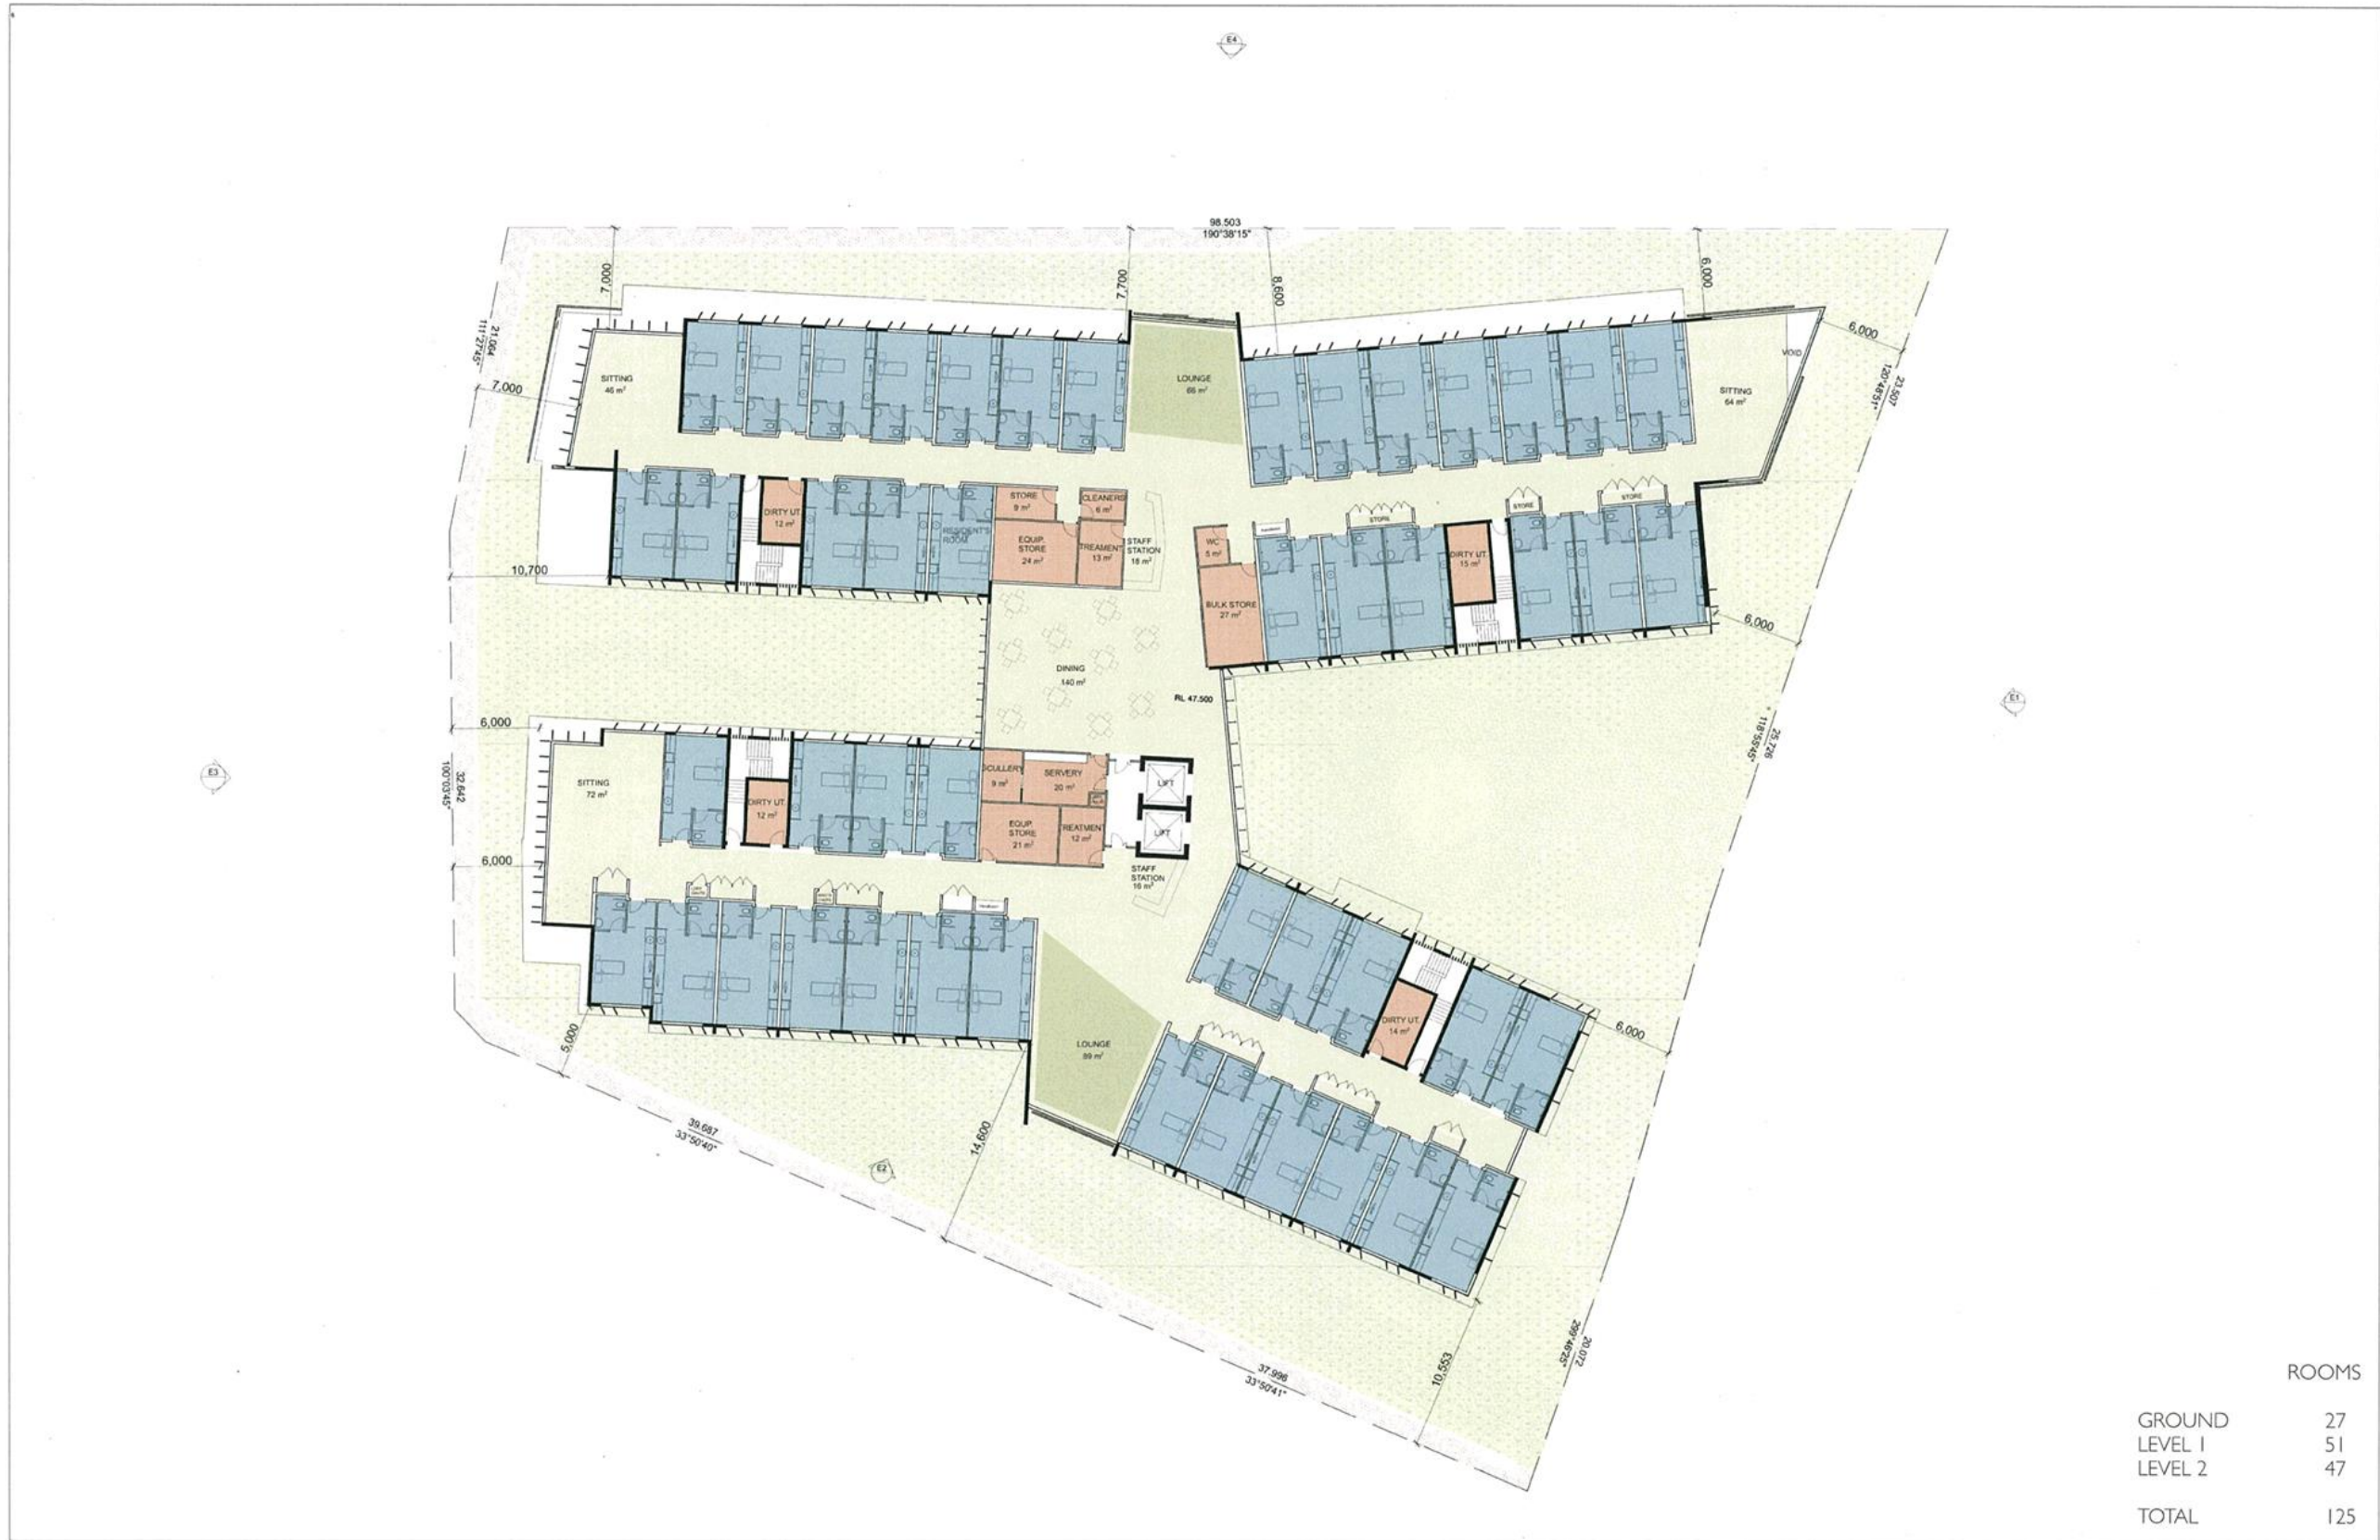 E4
98.503
190°38'15"
7,000
7,700
8,600
6,000
21.064
111°27'45"
7.000
6,000
23.507
120°48'51"
VOID
SITTING
46 m²
LOUNGE
66 m²
SITTING
64 m²
STORE
9 m²
CLEANERS
6 m²
DIRTY UT.
12 m²
RESIDENT'S
ROOM
EQUIP.
STORE
24 m²
TREAMENT
13 m²
STAFF
STATION
18 m²
STORE
STORE
STORE
WC
5 m²
DIRTY UT.
15 m²
BULK STORE
27 m²
10,700
6,000
DINING
140 m²
RL 47.500
6,000
E1
25.726
118°55'45"
E3
32.642
100°03'45"
SITTING
72 m²
SCULLERY
9 m²
SERVERY
20 m²
LIFT
DIRTY UT.
12 m²
EQUIP.
STORE
21 m²
TREATMENT
12 m²
LIFT
6,000
STAFF
STATION
16 m²
DIRTY UT.
14 m²
6,000
5,000
LOUNGE
89 m²
39.687
33°50'40"
14,600
E2
20.072
299°46'25"
10,553
37.996
33°50'41"
ROOMS
GROUND 27
LEVEL 1 51
LEVEL 2 47
TOTAL 125